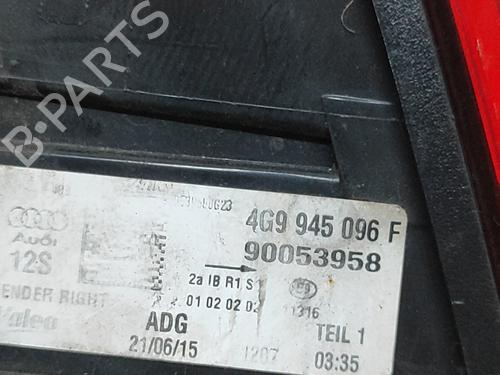 B-PARTS
4G9 945 096 F
90053958
Audi
12S
2a IB R1 S1
01 02 02 02
11316
ENDER RIGHT
Valeo
ADG
TEIL 1
21/06/15
1207
03:35